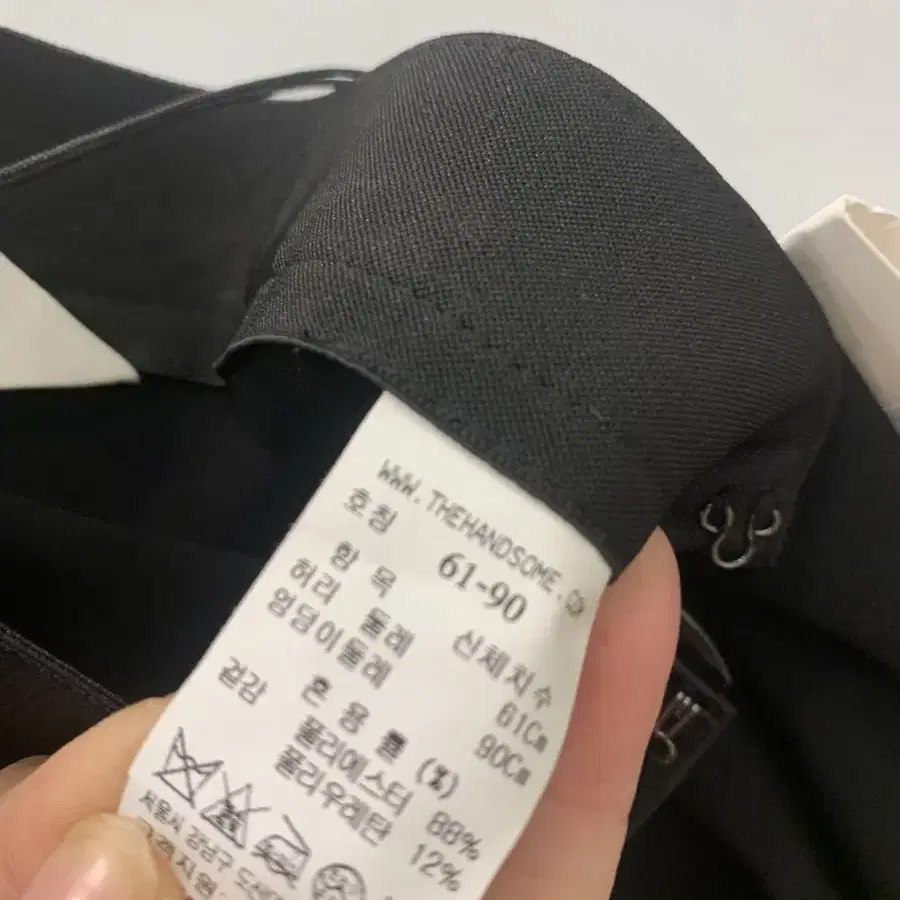 WWW.THEHANDSOME.Co
호칭 61-90
항 목 신체치수
허리 둘레 61Cm
엉덩이둘레 90Cm
겉감 혼 용 률 (%)
폴리에스터 88%
폴리우레탄 12%
서울시 강남구